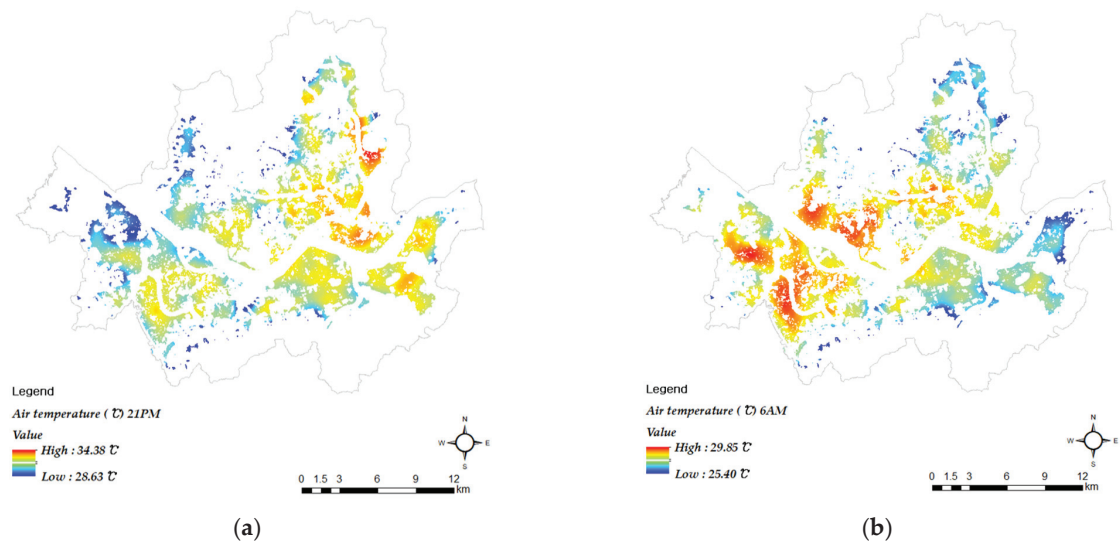 Legend
Air temperature ( ℃) 21PM
Value
High : 34.38 ℃
Low : 28.63 ℃
N
W E
S
0 1.5 3 6 9 12
km
(a)
Legend
Air temperature ( ℃) 6AM
Value
High : 29.85 ℃
Low : 25.40 ℃
N
W E
S
0 1.5 3 6 9 12
km
(b)